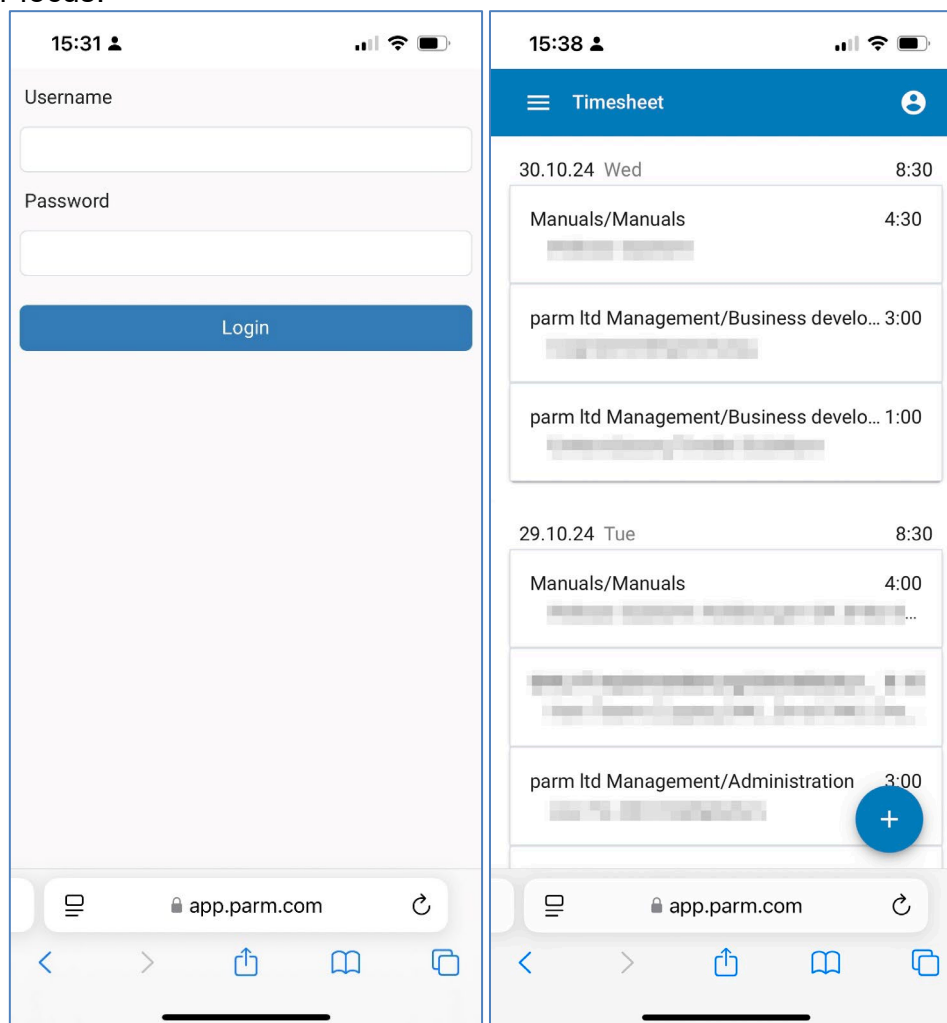 15:31
Username
Password
Login
app.parm.com
15:38
Timesheet
30.10.24 Wed 8:30
Manuals/Manuals 4:30
parm ltd Management/Business develo... 3:00
parm ltd Management/Business develo... 1:00
29.10.24 Tue 8:30
Manuals/Manuals 4:00
...
parm ltd Management/Administration 3:00
+
app.parm.com